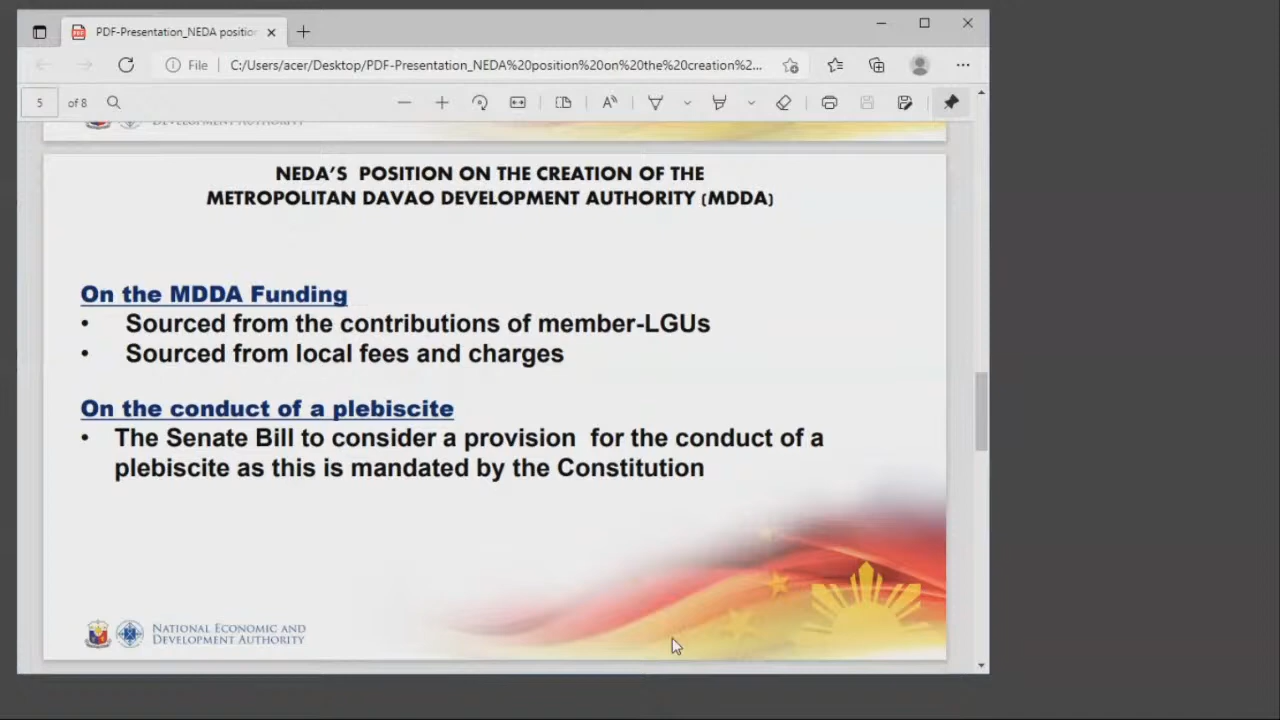 PDF-Presentation_NEDA positio
File
C:/Users/acer/Desktop/PDF-Presentation_NEDA%20position%20on%20the%20creation%2...
5 of 8
DEVELOPMENT AUTHORITY
NEDA'S POSITION ON THE CREATION OF THE
METROPOLITAN DAVAO DEVELOPMENT AUTHORITY (MDDA)
On the MDDA Funding
• Sourced from the contributions of member-LGUs
• Sourced from local fees and charges
On the conduct of a plebiscite
• The Senate Bill to consider a provision for the conduct of a
plebiscite as this is mandated by the Constitution
NATIONAL ECONOMIC AND
DEVELOPMENT AUTHORITY